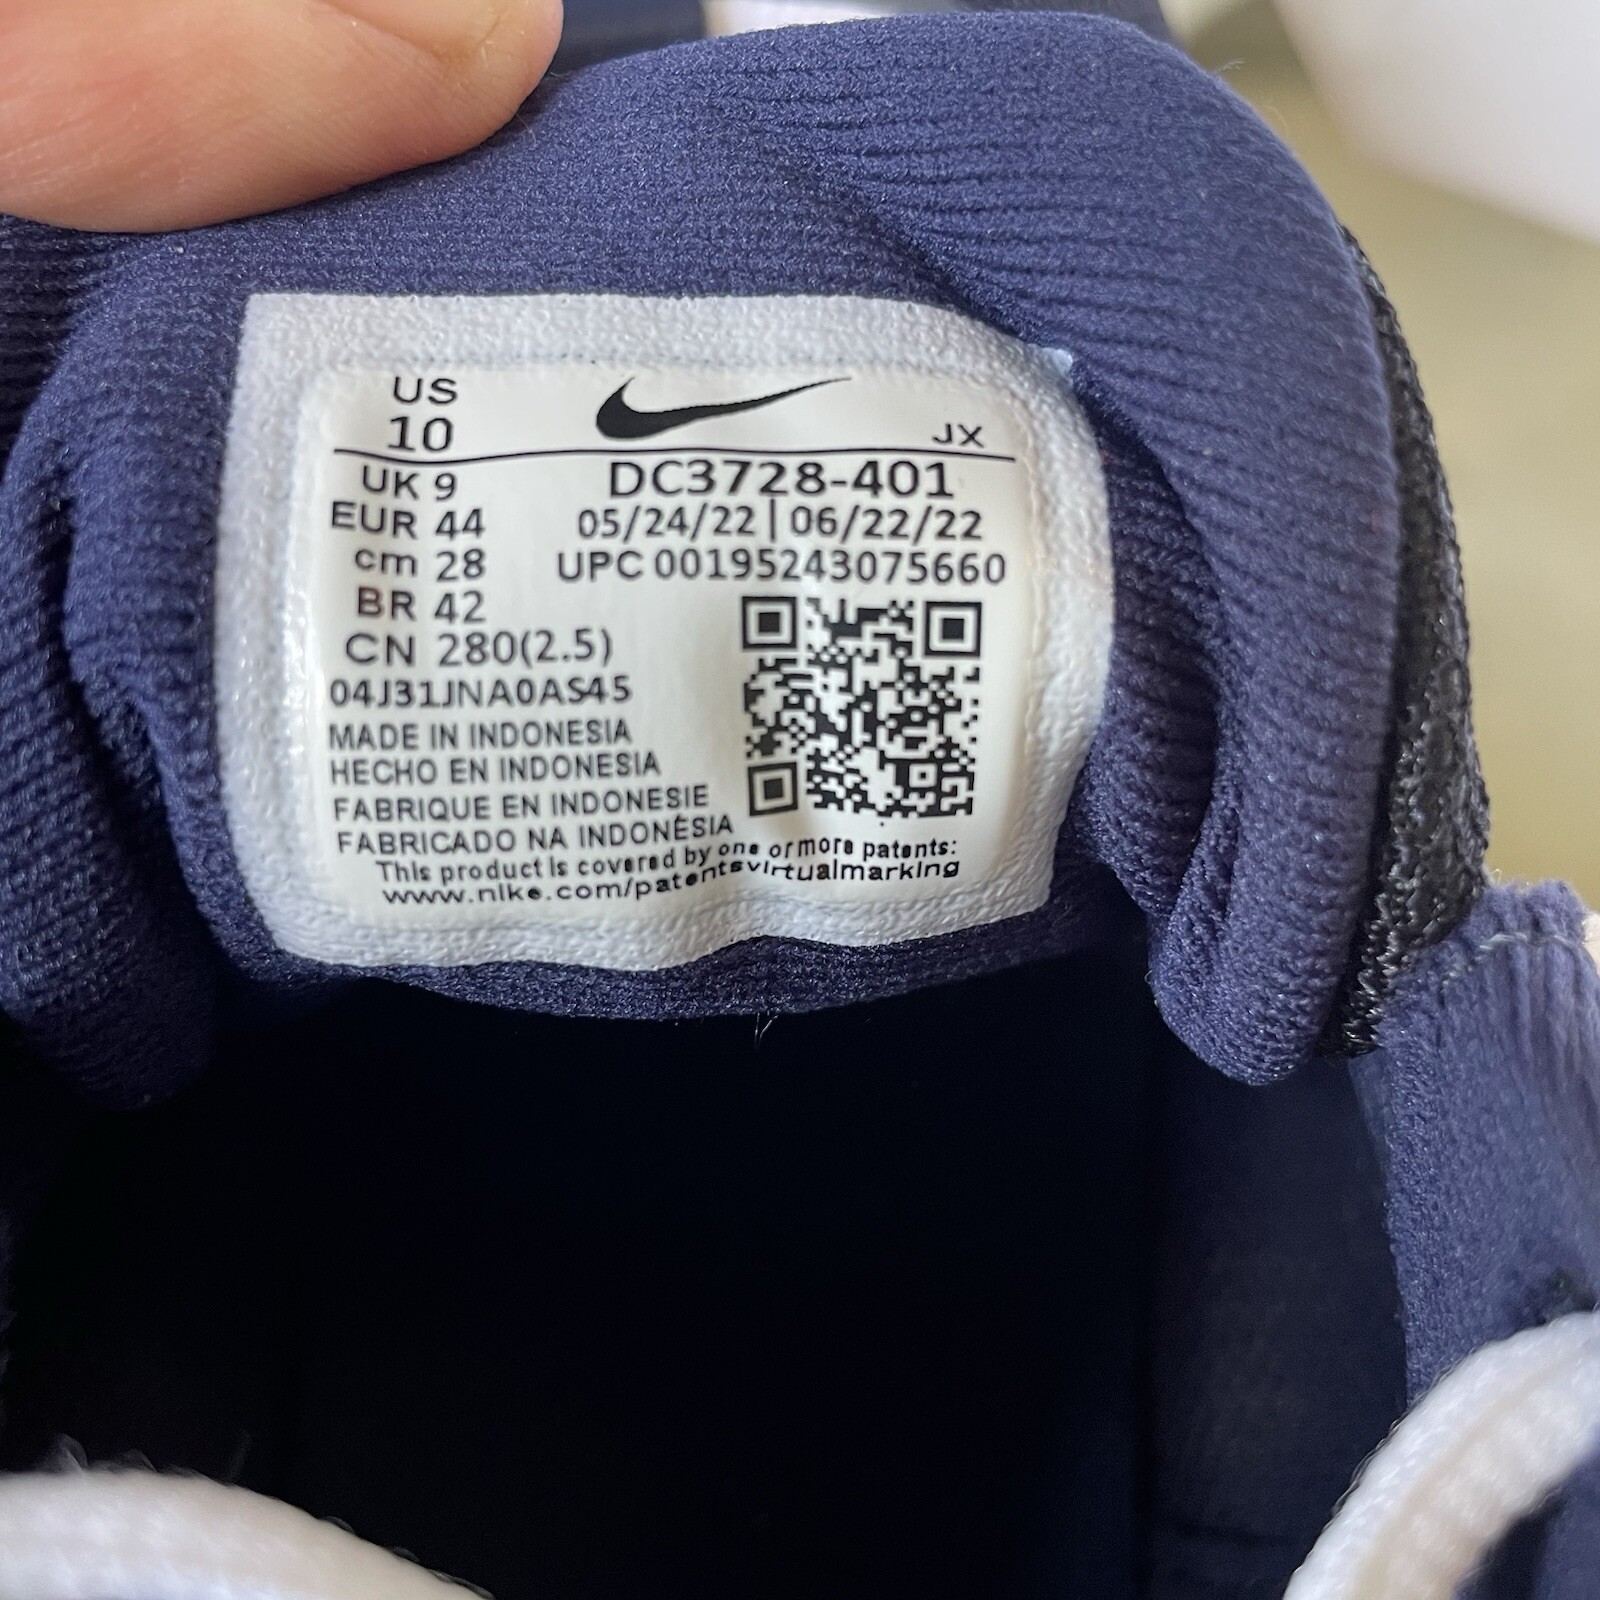 US
10
JX
UK 9
DC3728-401
EUR 44
05/24/22 | 06/22/22
cm 28
UPC 00195243075660
BR 42
CN 280(2.5)
04J31JNA0AS45
MADE IN INDONESIA
HECHO EN INDONESIA
FABRIQUE EN INDONESIE
FABRICADO NA INDONÉSIA
This product is covered by one or more patents:
www.nike.com/patentsvirtualmarking